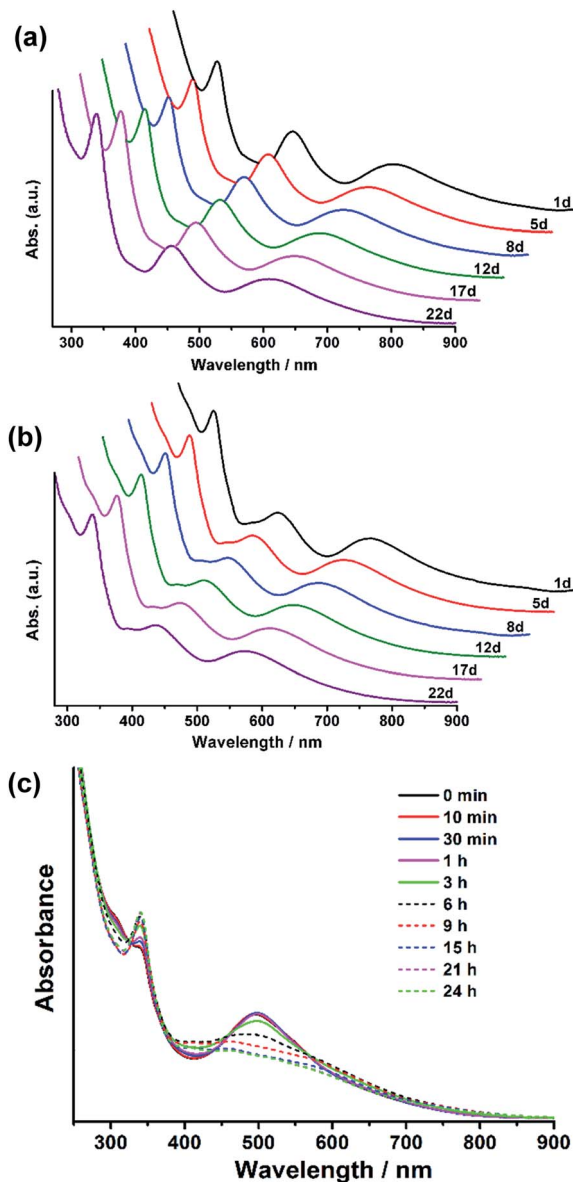 (a)
Abs. (a.u.)
1d
5d
8d
12d
17d
22d
300 400 500 600 700 800 900
Wavelength / nm
(b)
Abs. (a.u.)
1d
5d
8d
12d
17d
22d
300 400 500 600 700 800 900
Wavelength / nm
(c)
Absorbance
0 min
10 min
30 min
1 h
3 h
6 h
9 h
15 h
21 h
24 h
300 400 500 600 700 800 900
Wavelength / nm